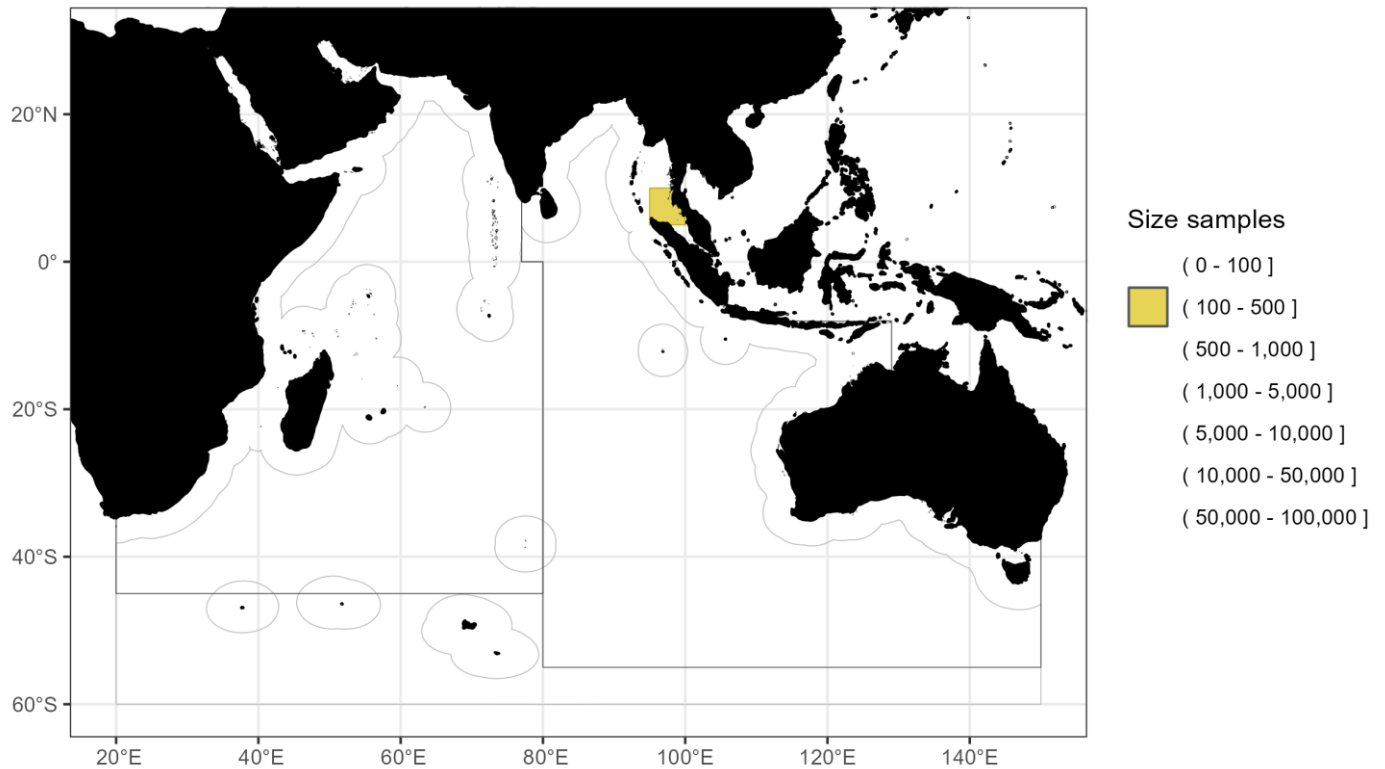 20°N
0°
20°S
40°S
60°S
20°E
40°E
60°E
80°E
100°E
120°E
140°E
Size samples
( 0 - 100 ]
( 100 - 500 ]
( 500 - 1,000 ]
( 1,000 - 5,000 ]
( 5,000 - 10,000 ]
( 10,000 - 50,000 ]
( 50,000 - 100,000 ]